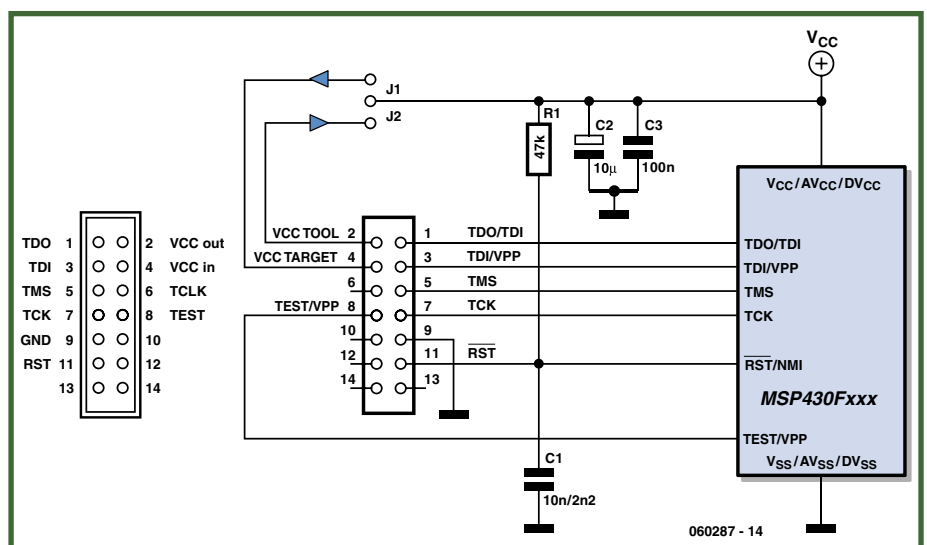 VCC
J1
J2
R1
47k
C2
10μ
C3
100n
VCC/AVCC/DVCC
TDO 1 2 VCC out
TDI 3 4 VCC in
TMS 5 6 TCLK
TCK 7 8 TEST
GND 9 10
RST 11 12
13 14
VCC TOOL 2 1 TDO/TDI
VCC TARGET 4 3 TDI/VPP
6 5 TMS
TEST/VPP 8 7 TCK
10 9
12 11 RST
14 13
TDO/TDI
TDI/VPP
TMS
TCK
RST/NMI
MSP430Fxxx
TEST/VPP
VSS/AVSS/DVSS
C1
10n/2n2
060287 - 14